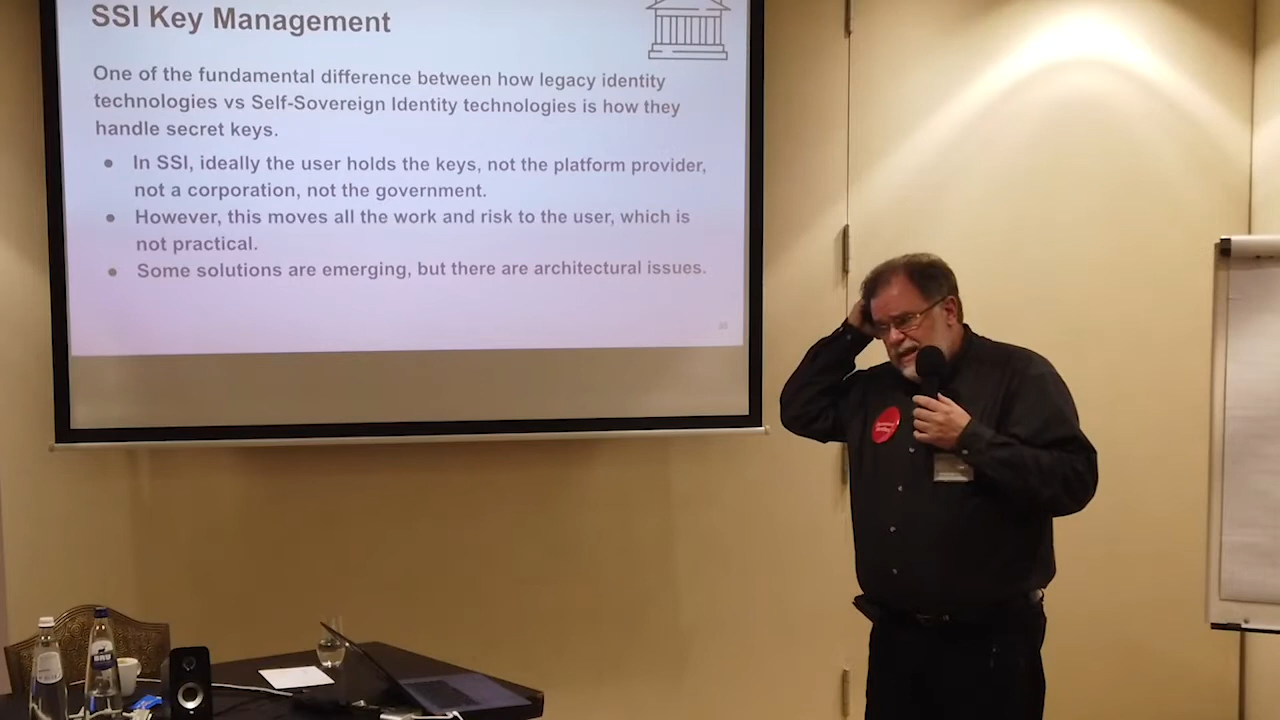 SSI Key Management
One of the fundamental difference between how legacy identity
technologies vs Self-Sovereign Identity technologies is how they
handle secret keys.
● In SSI, ideally the user holds the keys, not the platform provider,
not a corporation, not the government.
● However, this moves all the work and risk to the user, which is
not practical.
● Some solutions are emerging, but there are architectural issues.